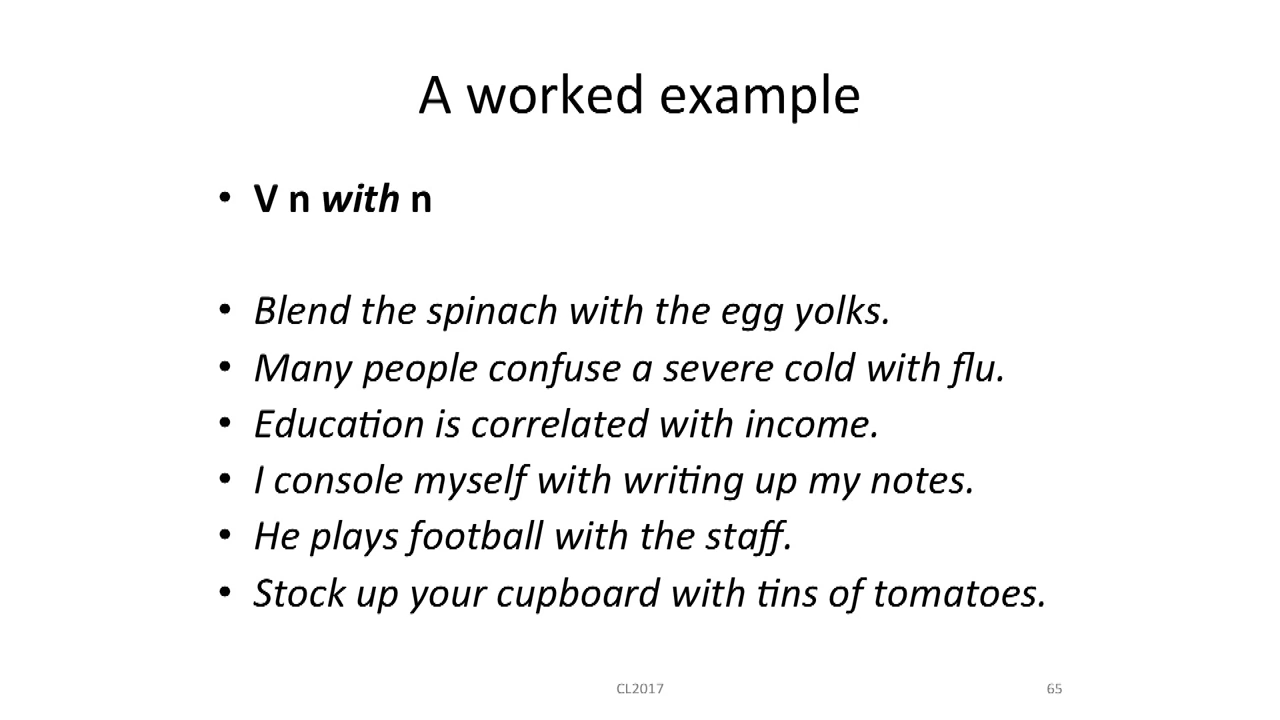 A worked example
• V n with n
• Blend the spinach with the egg yolks.
• Many people confuse a severe cold with flu.
• Education is correlated with income.
• I console myself with writing up my notes.
• He plays football with the staff.
• Stock up your cupboard with tins of tomatoes.
CL2017
65